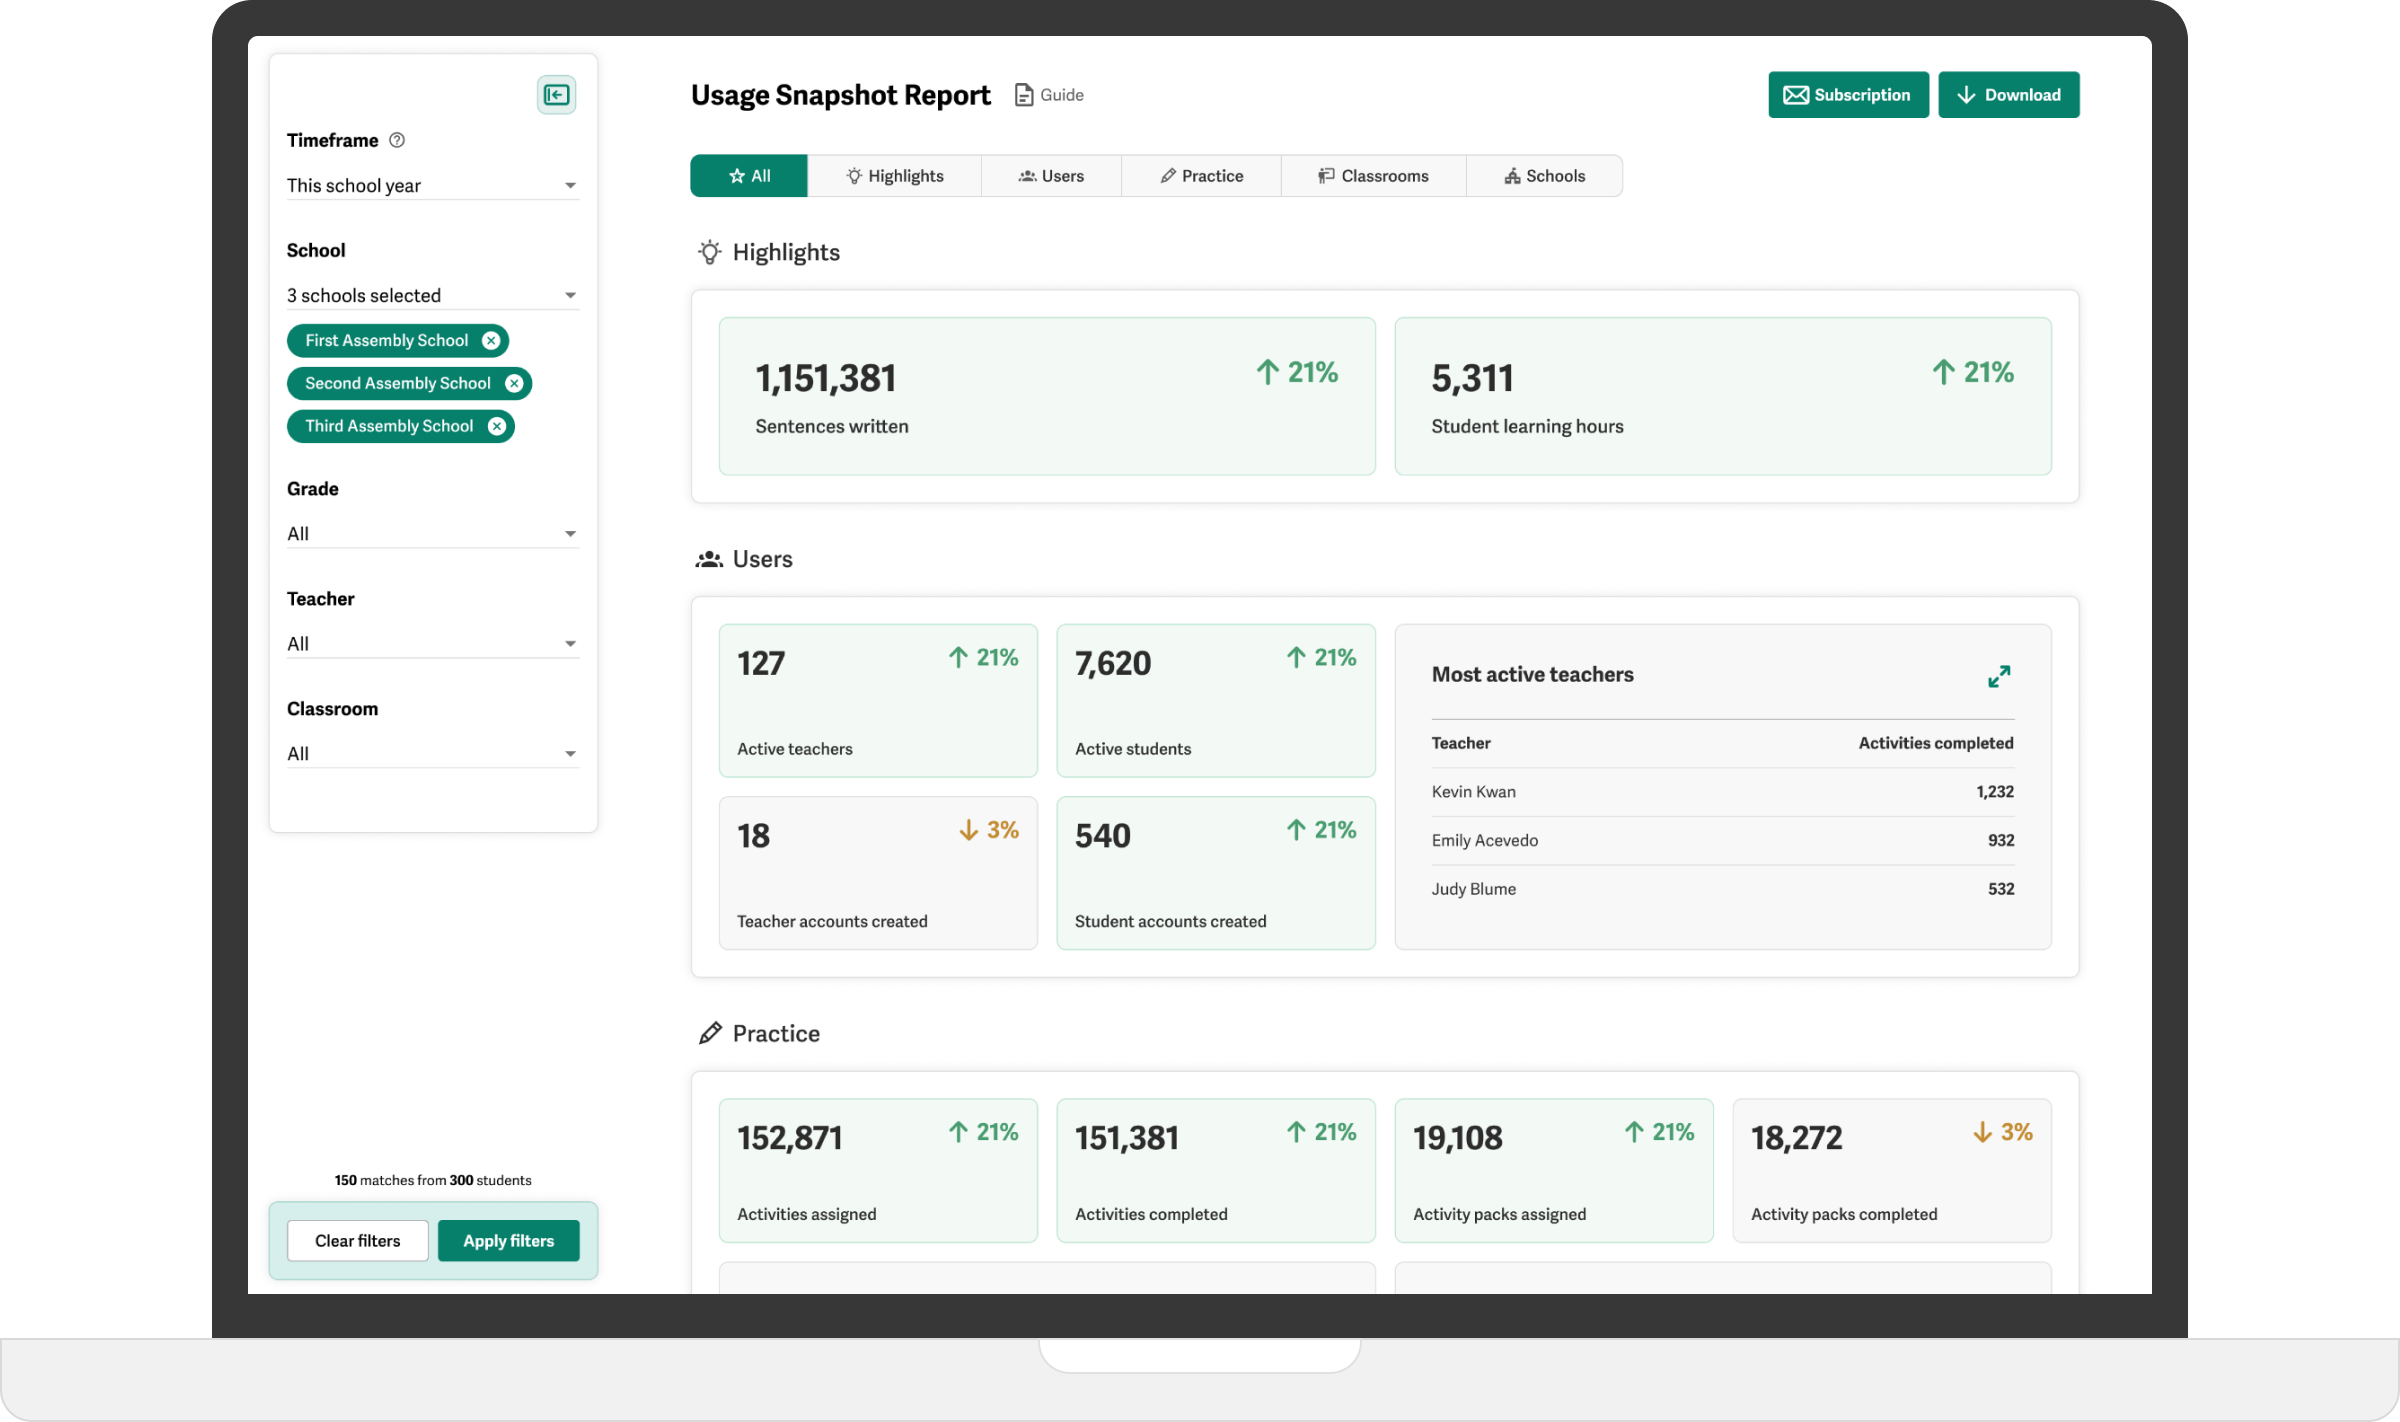 Timeframe
This school year
School
3 schools selected
First Assembly School
Second Assembly School
Third Assembly School
Grade
All
Teacher
All
Classroom
All
150 matches from 300 students
Clear filters
Apply filters
Usage Snapshot Report
Guide
Subscription
Download
All
Highlights
Users
Practice
Classrooms
Schools
Highlights
1,151,381
21%
Sentences written
5,311
21%
Student learning hours
Users
127
21%
Active teachers
7,620
21%
Active students
18
3%
Teacher accounts created
540
21%
Student accounts created
Most active teachers
Teacher Activities completed
Kevin Kwan 1,232
Emily Acevedo 932
Judy Blume 532
Practice
152,871
21%
Activities assigned
151,381
21%
Activities completed
19,108
21%
Activity packs assigned
18,272
3%
Activity packs completed